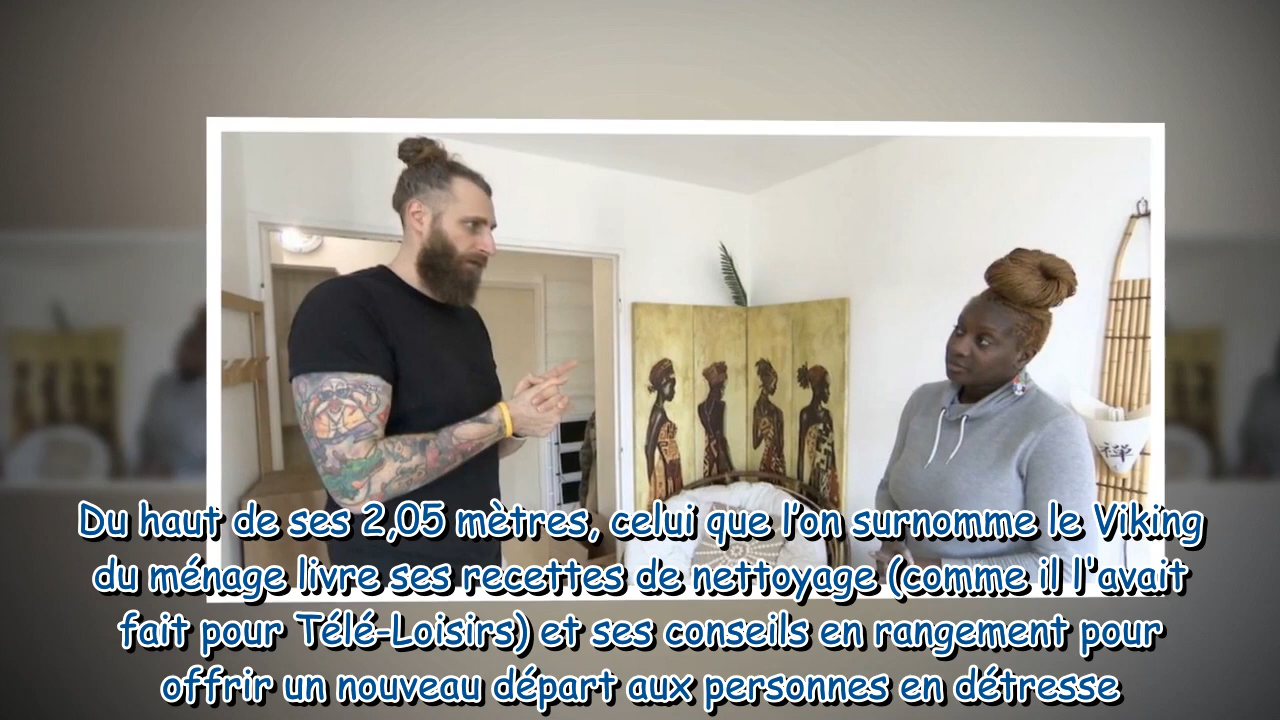 禅
Du haut de ses 2,05 mètres, celui que l’on surnomme le Viking
du ménage livre ses recettes de nettoyage (comme il l'’avait
fait pour Télé-Loisirs) et ses conseils en rangement pour
offrir un nouveau départ aux personnes en détresse